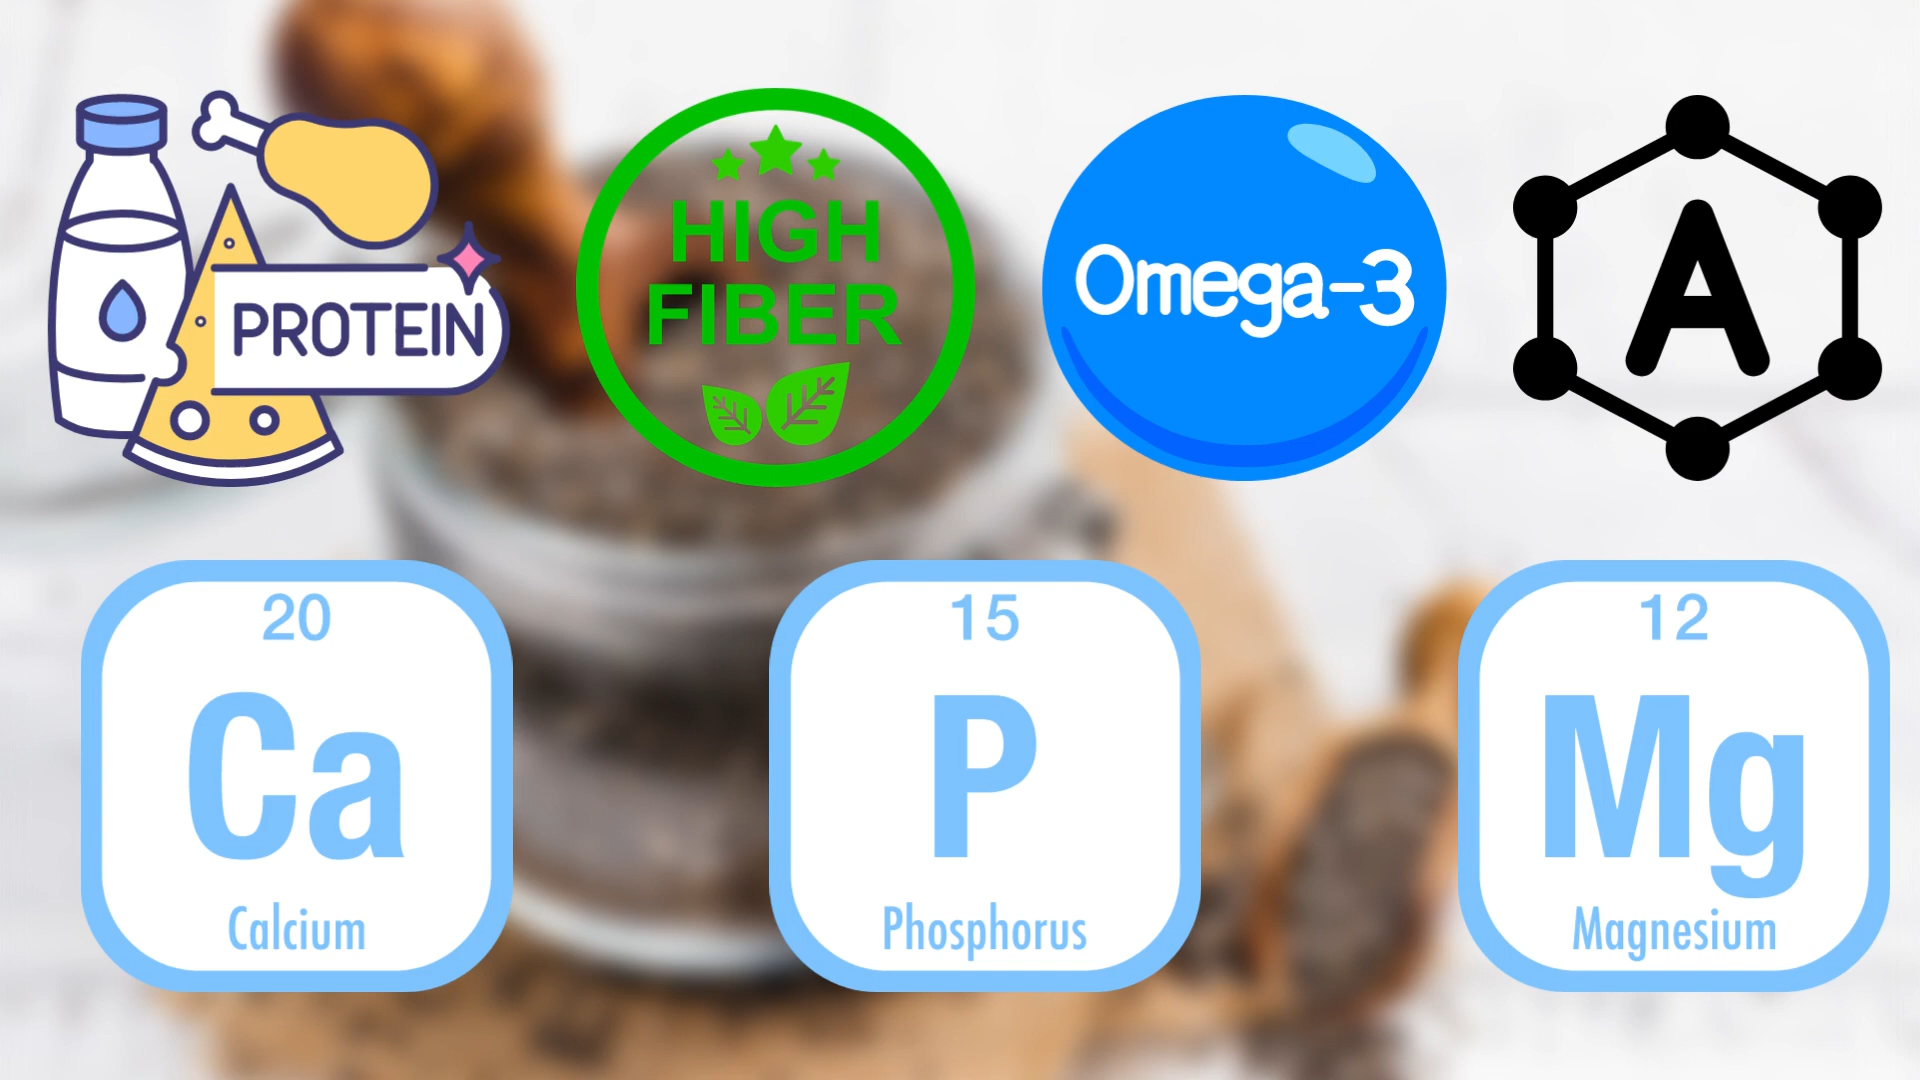 PROTEIN
HIGH
FIBER
Omega-3
A
20
Ca
Calcium
15
P
Phosphorus
12
Mg
Magnesium